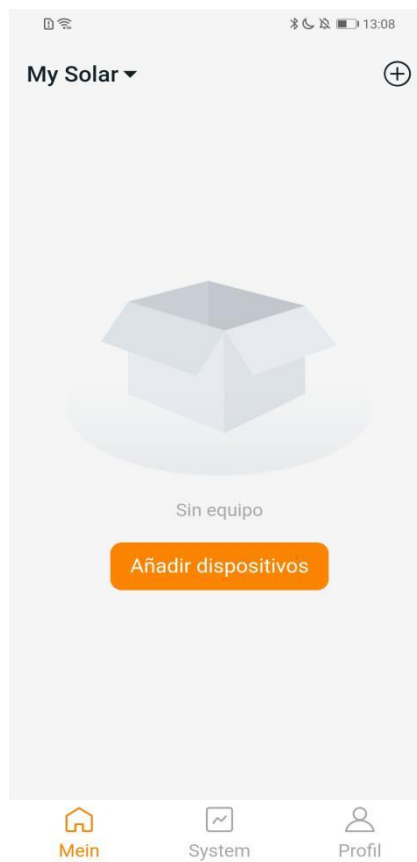 13:08
My Solar
Sin equipo
Añadir dispositivos
Mein
System
Profil